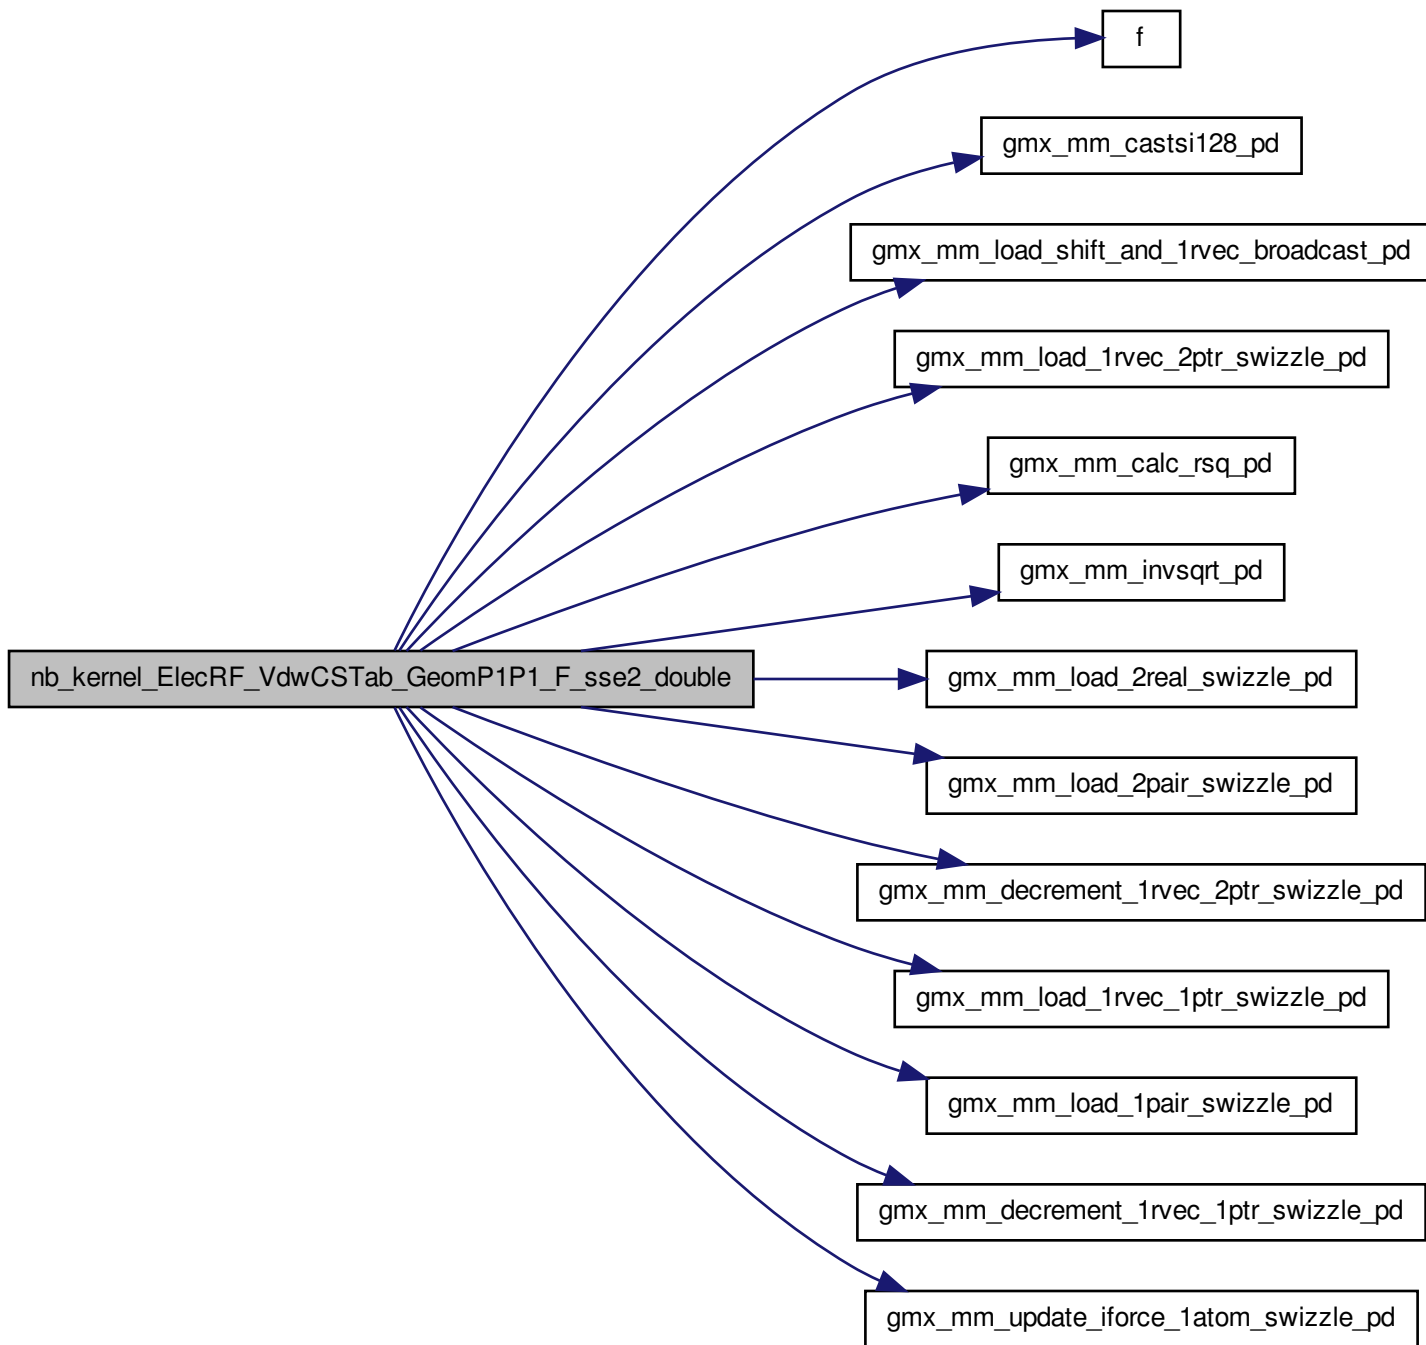 f
gmx_mm_castsi128_pd
gmx_mm_load_shift_and_1rvec_broadcast_pd
gmx_mm_load_1rvec_2ptr_swizzle_pd
gmx_mm_calc_rsq_pd
gmx_mm_invsqrt_pd
nb_kernel_ElecRF_VdwCSTab_GeomP1P1_F_sse2_double
gmx_mm_load_2real_swizzle_pd
gmx_mm_load_2pair_swizzle_pd
gmx_mm_decrement_1rvec_2ptr_swizzle_pd
gmx_mm_load_1rvec_1ptr_swizzle_pd
gmx_mm_load_1pair_swizzle_pd
gmx_mm_decrement_1rvec_1ptr_swizzle_pd
gmx_mm_update_iforce_1atom_swizzle_pd